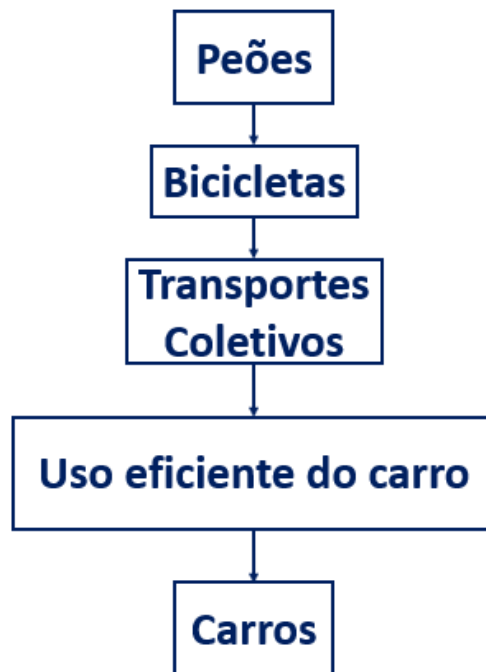 Peões
Bicicletas
Transportes
Coletivos
Uso eficiente do carro
Carros